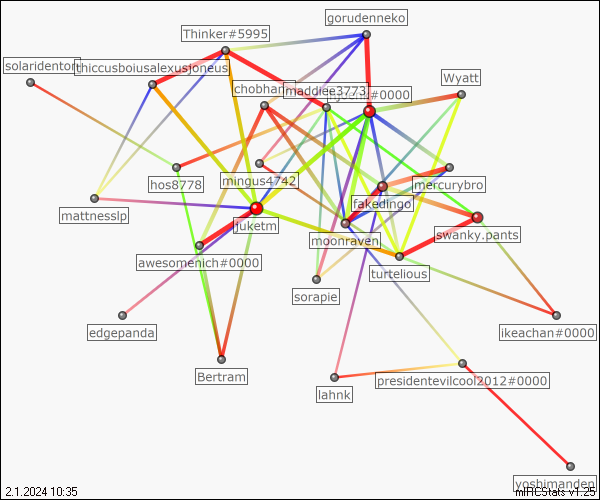 gorudenneko
Thinker#5995
solaridenton
thiccusboiusalexusjoneus
Wyatt
chobham
maddiee3773
#0000
mercurybro
mingus4742
hos8778
fakedingo
mattnesslp
juketm
moonraven
swanky.pants
awesomenich#0000
turtelious
sorapie
edgepanda
ikeachan#0000
Bertram
presidentevilcool2012#0000
lahnk
yoshimanden
2.1.2024 10:35
mIRCStats v1.25